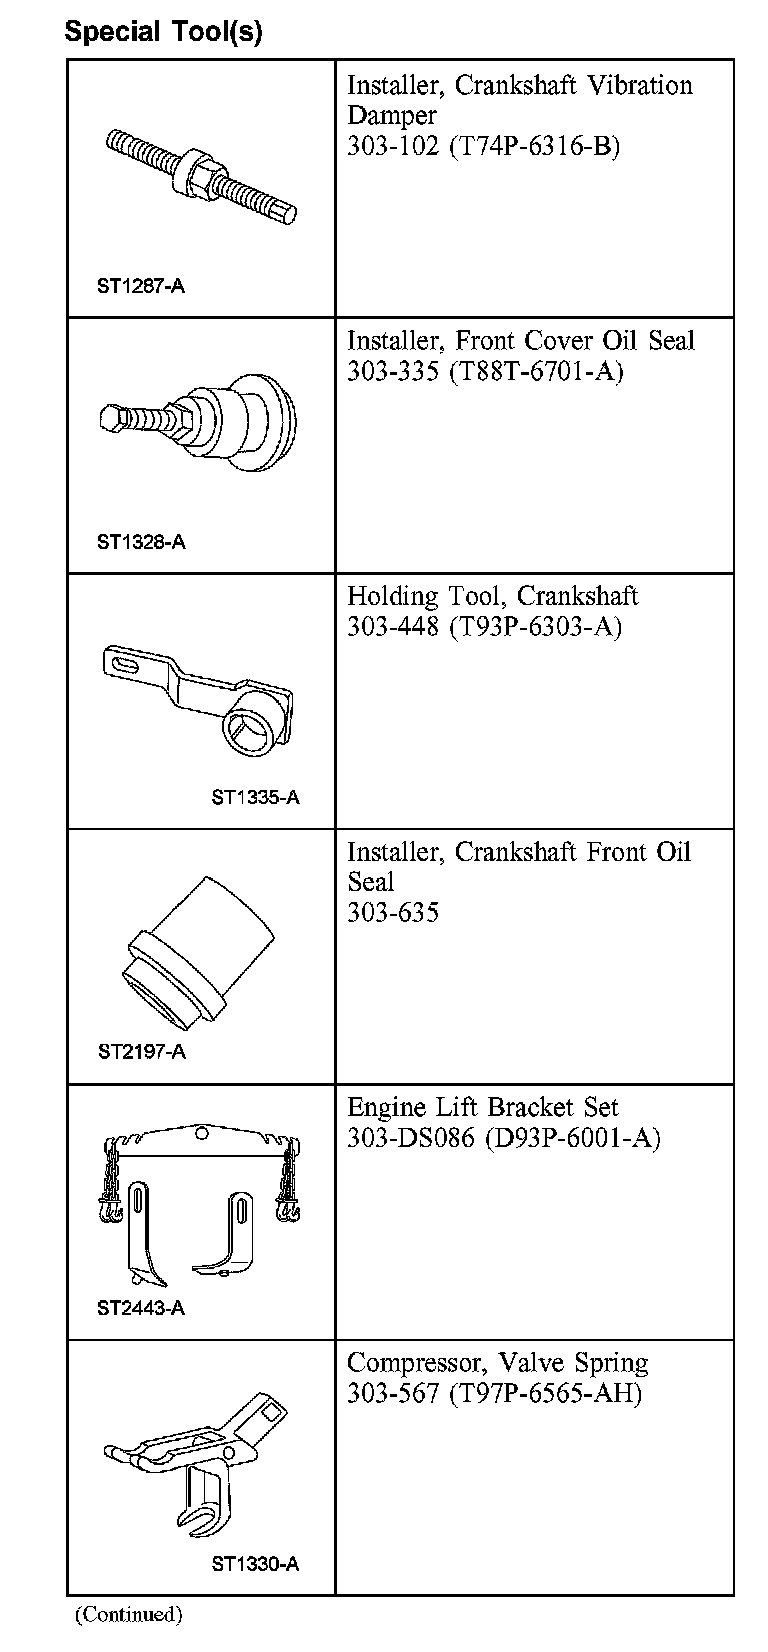 Special Tool(s)
Installer, Crankshaft Vibration
Damper
303-102 (T74P-6316-B)
ST1287-A
Installer, Front Cover Oil Seal
303-335 (T88T-6701-A)
ST1328-A
Holding Tool, Crankshaft
303-448 (T93P-6303-A)
ST1335-A
Installer, Crankshaft Front Oil
Seal
303-635
ST2197-A
Engine Lift Bracket Set
303-DS086 (D93P-6001-A)
ST2443-A
Compressor, Valve Spring
303-567 (T97P-6565-AH)
ST1330-A
(Continued)